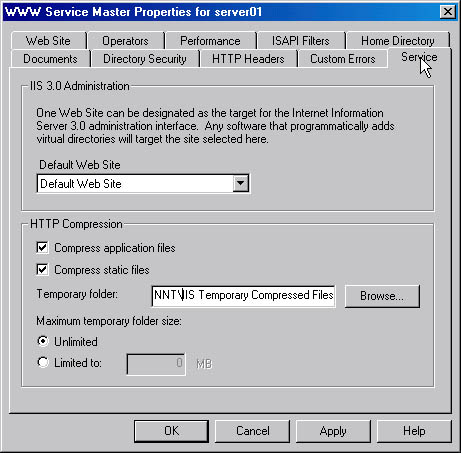 WWW Service Master Properties for server01
Web Site Operators Performance ISAPI Filters Home Directory
Documents Directory Security HTTP Headers Custom Errors Service
IIS 3.0 Administration
One Web Site can be designated as the target for the Internet Information
Server 3.0 administration interface. Any software that programmatically adds
virtual directories will target the site selected here.
Default Web Site
Default Web Site
HTTP Compression
Compress application files
Compress static files
Temporary folder: NNT\IIS Temporary Compressed Files Browse...
Maximum temporary folder size:
Unlimited
Limited to: 0 MB
OK Cancel Apply Help